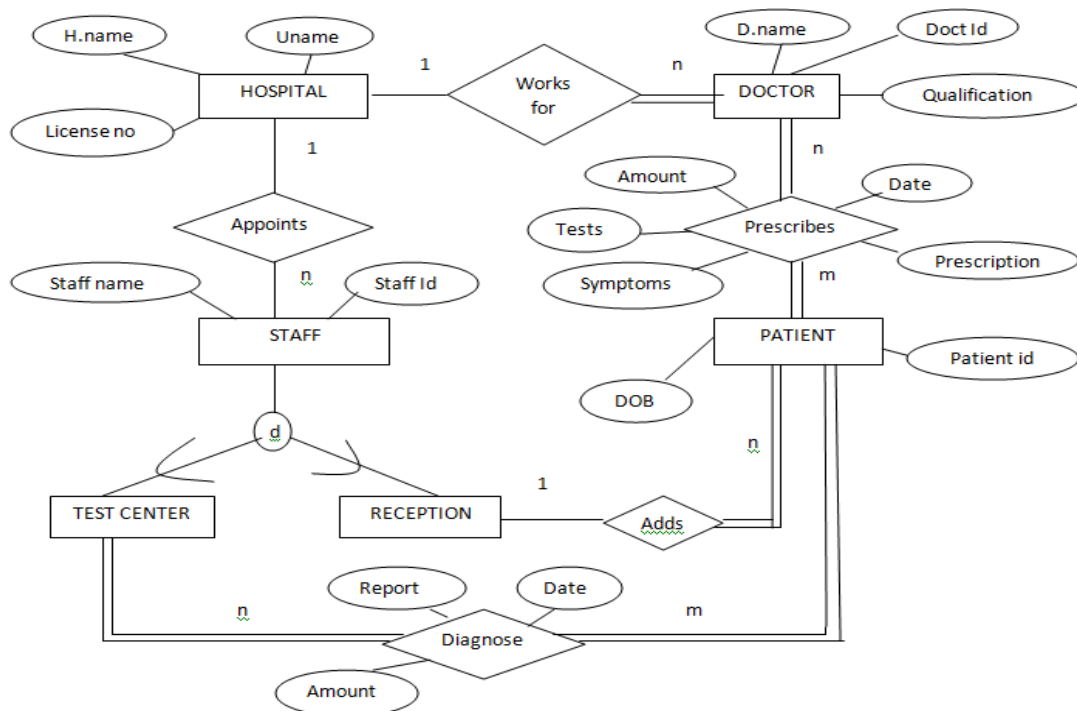 H.name
Uname
D.name
Doct Id
1
n
HOSPITAL
Works
for
DOCTOR
Qualification
License no
1
n
Amount
Date
Appoints
Tests
Prescribes
Prescription
Staff name
n
Staff Id
Symptoms
m
STAFF
PATIENT
Patient id
DOB
d
n
1
TEST CENTER
RECEPTION
Adds
Report
Date
n
m
Diagnose
Amount